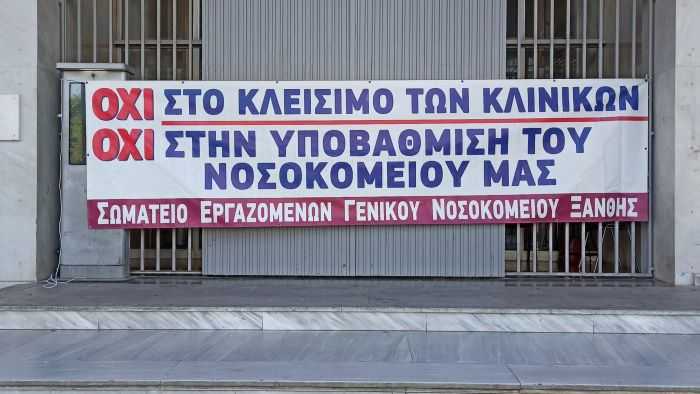 ΟΧΙ ΣΤΟ ΚΛΕΙΣΙΜΟ ΤΩΝ ΚΛΙΝΙΚΩΝ
ΟΧΙ ΣΤΗΝ ΥΠΟΒΑΘΜΙΣΗ ΤΟΥ
ΝΟΣΟΚΟΜΕΙΟΥ ΜΑΣ
ΣΩΜΑΤΕΙΟ ΕΡΓΑΖΟΜΕΝΩΝ ΓΕΝΙΚΟΥ ΝΟΣΟΚΟΜΕΙΟΥ ΞΑΝΘΗΣ